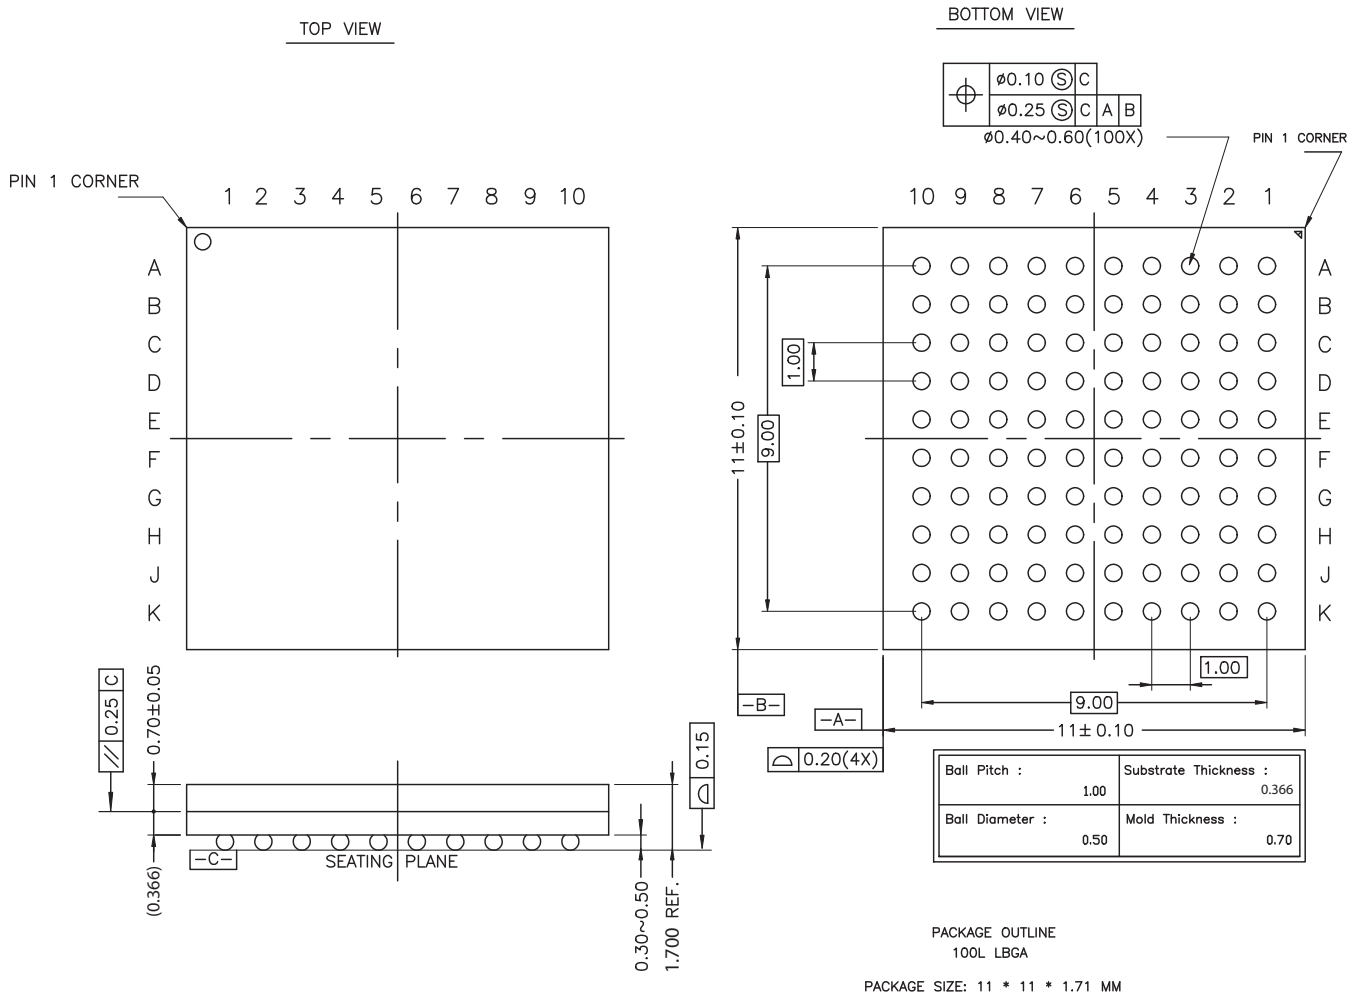 TOP VIEW
BOTTOM VIEW
⌀0.10 Ⓢ C
⌀0.25 Ⓢ C A B
⌀0.40~0.60(100X)
PIN 1 CORNER
PIN 1 CORNER
1 2 3 4 5 6 7 8 9 10
10 9 8 7 6 5 4 3 2 1
A
B
C
D
E
F
G
H
J
K
A
B
C
D
E
F
G
H
J
K
1.00
9.00
11±0.10
1.00
9.00
11±0.10
-B-
-A-
⌓ 0.20(4X)
// 0.25 C
0.70±0.05
(0.366)
⌓ 0.15
-C-
SEATING PLANE
0.30~0.50
1.700 REF.
Ball Pitch :
1.00
Substrate Thickness :
0.366
Ball Diameter :
0.50
Mold Thickness :
0.70
PACKAGE OUTLINE
100L LBGA
PACKAGE SIZE: 11 * 11 * 1.71 MM